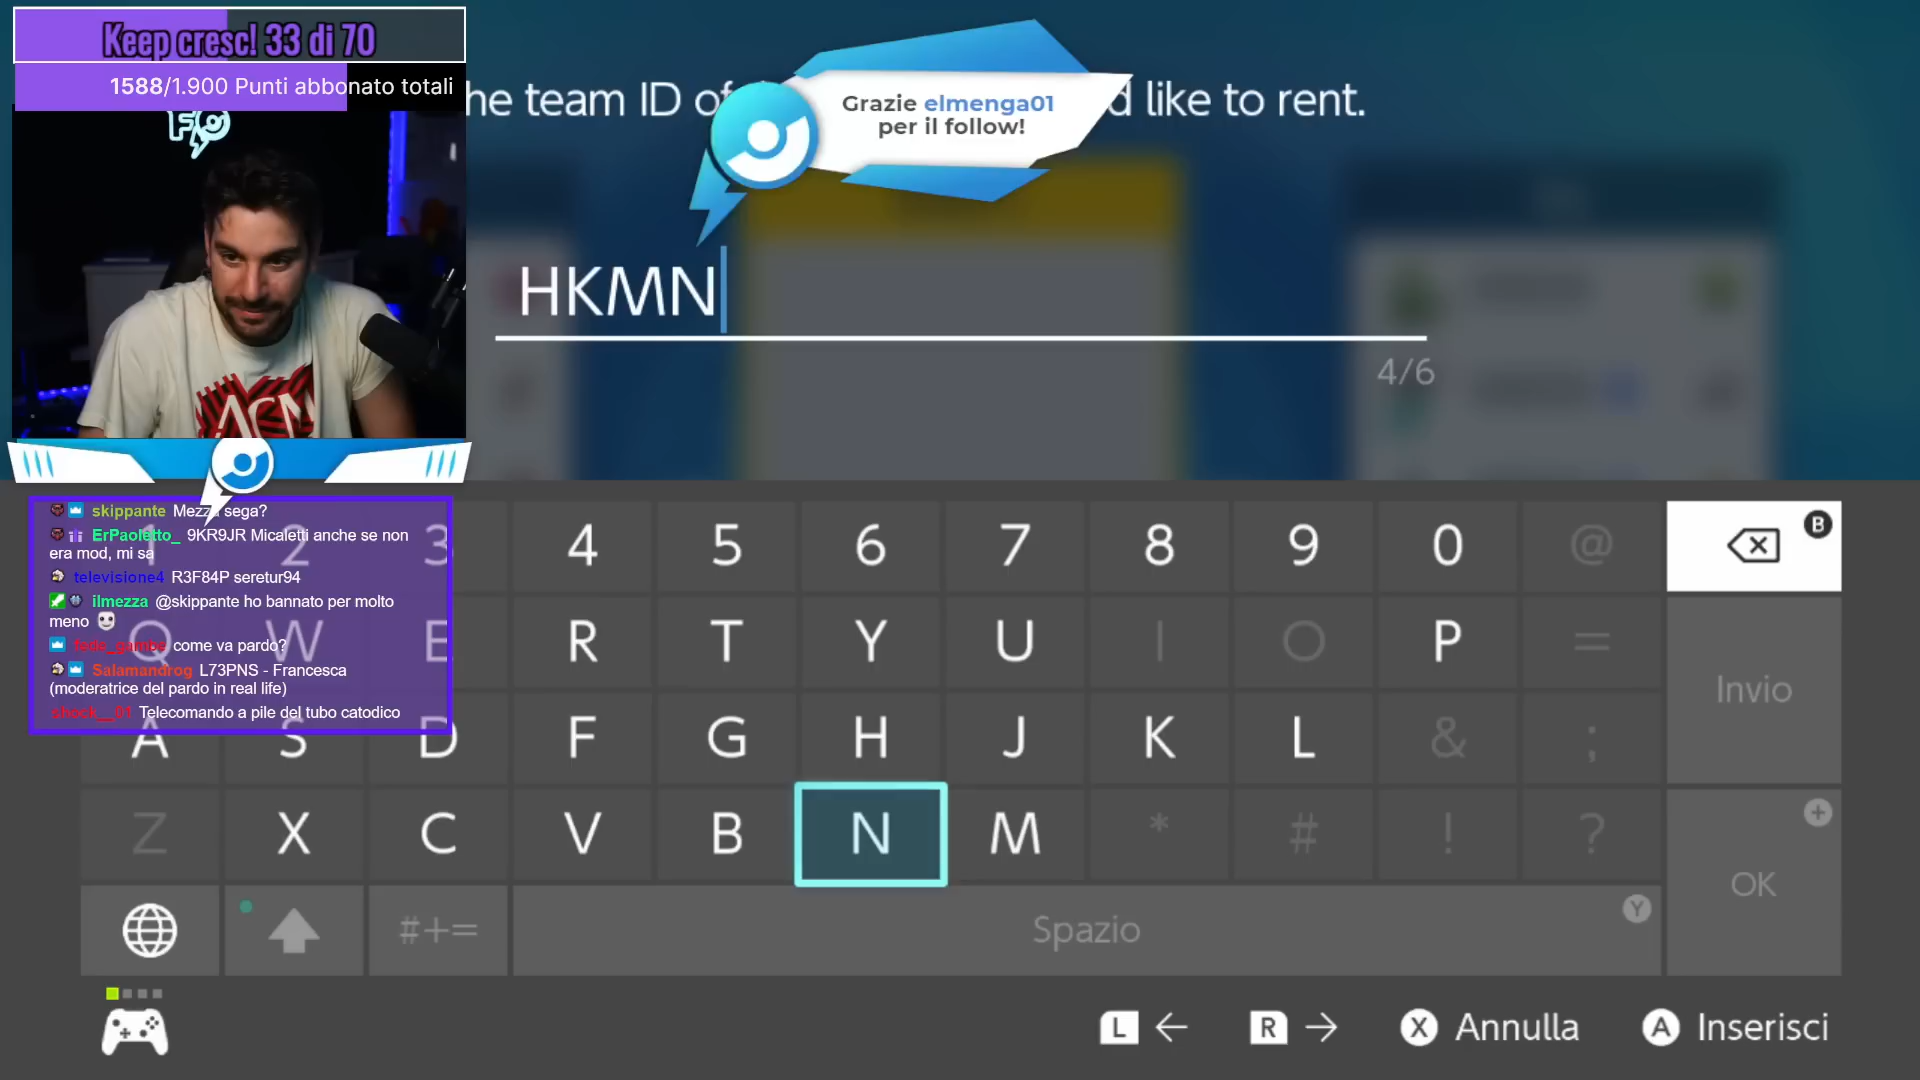 Keep cresc! 33 di 70
1588/1.900 Punti abbonato totali
he team ID of
d like to rent.
Grazie elmenga01
per il follow!
HKMN
4/6
skippante Mezza sega?
ErPaoletto_ 9KR9JR Micaletti anche se non
era mod, mi sa
televisione4 R3F84P seretur94
ilmezza @skippante ho bannato per molto
meno
come va pardo?
Salamandrog L73PNS - Francesca
(moderatrice del pardo in real life)
shock__01 Telecomando a pile del tubo catodico
1 2 3 4 5 6 7 8 9 0 @ B
Q W E R T Y U I O P =
Invio
A S D F G H J K L & ;
Z X C V B N M * # ! ? +
OK
#+= Spazio Y
L ← R → X Annulla A Inserisci